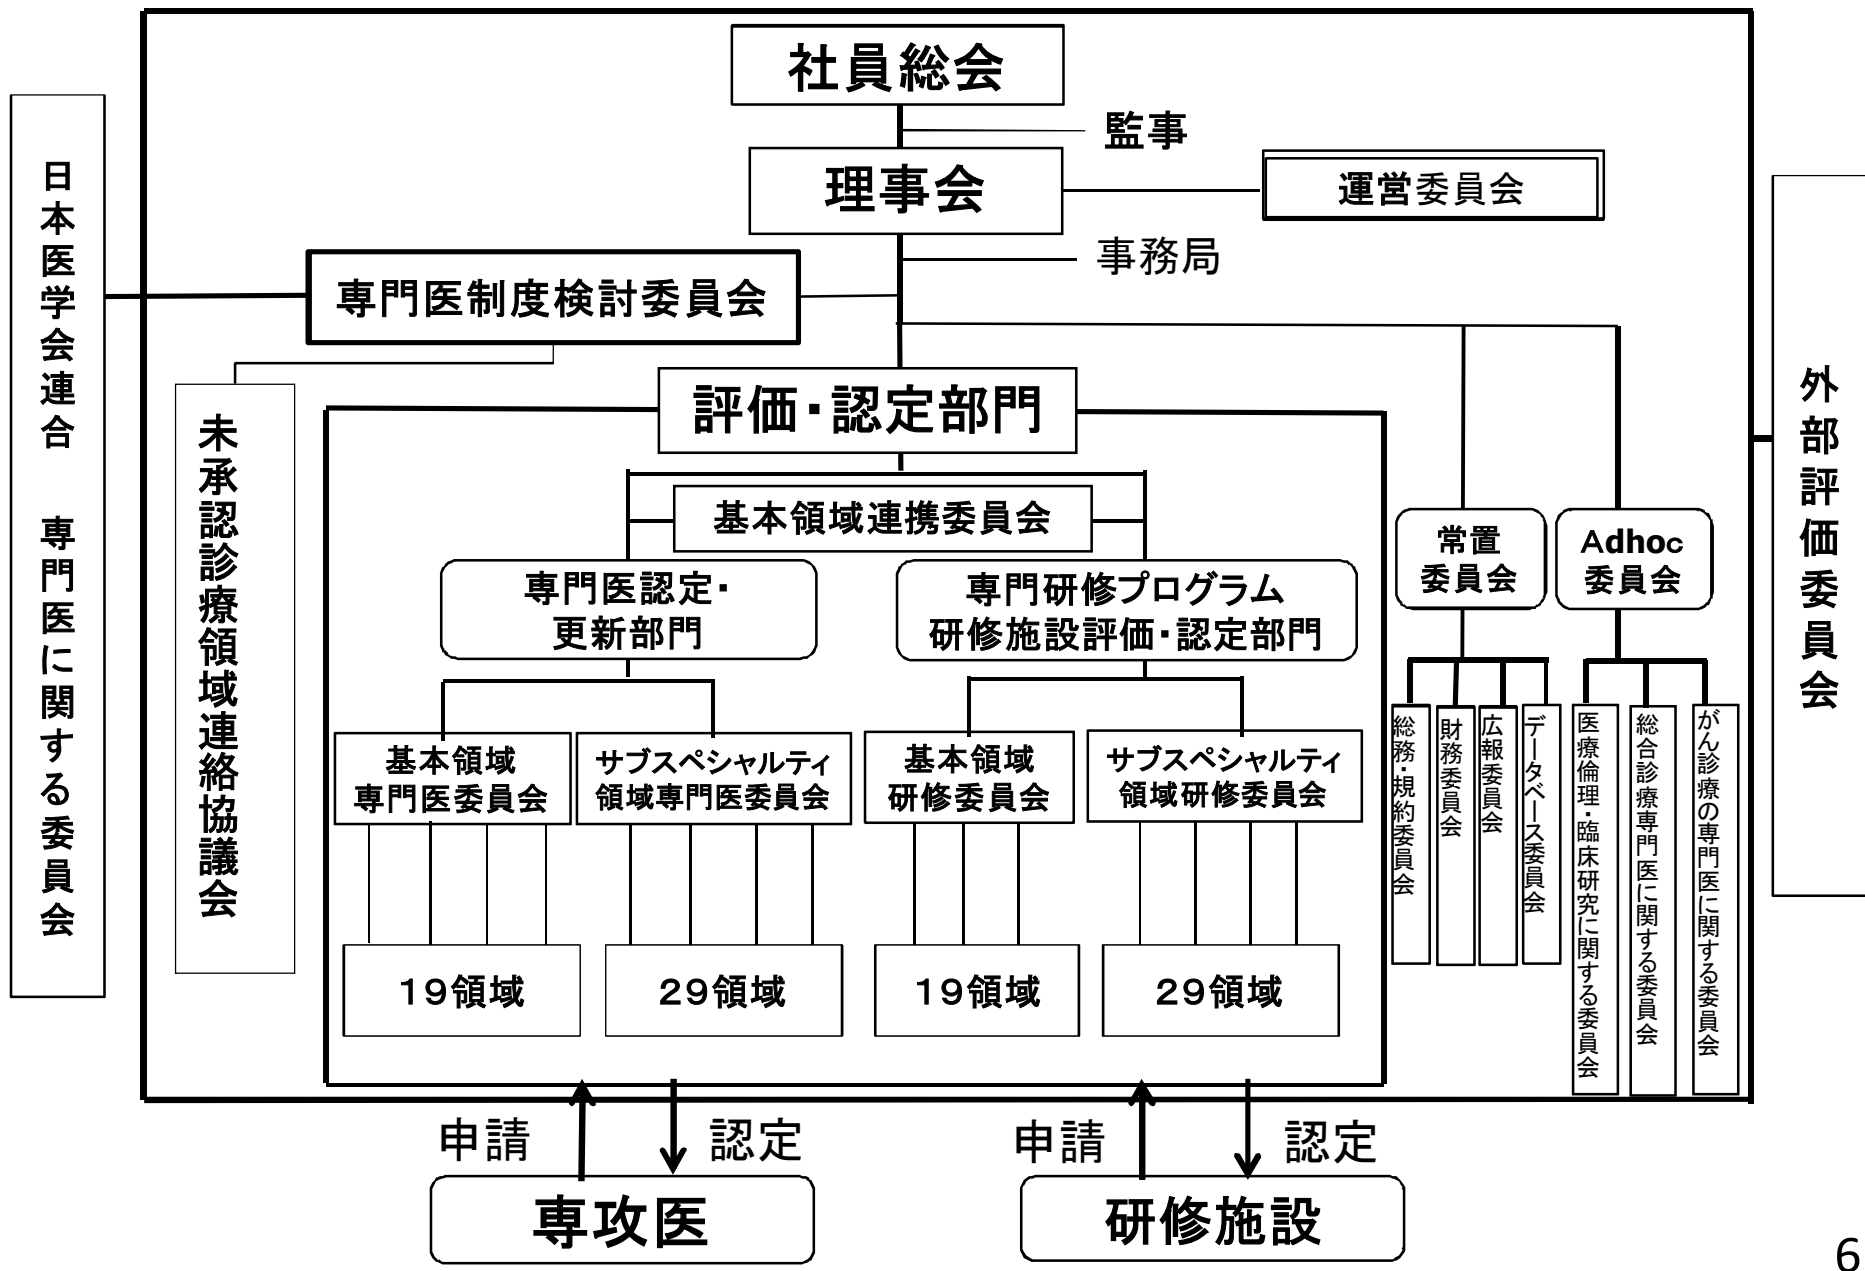 社員総会
監事
理事会
運営委員会
事務局
専門医制度検討委員会
日本医学会連合 専門医に関する委員会
未承認診療領域連絡協議会
外部評価委員会
評価・認定部門
基本領域連携委員会
専門医認定・
更新部門
専門研修プログラム
研修施設評価・認定部門
常置
委員会
Adhoc
委員会
基本領域
専門医委員会
サブスペシャルティ
領域専門医委員会
基本領域
研修委員会
サブスペシャルティ
領域研修委員会
総務・規約委員会
財務委員会
広報委員会
データベース委員会
医療倫理・臨床研究に関する委員会
総合診療専門医に関する委員会
がん診療の専門医に関する委員会
19領域
29領域
19領域
29領域
申請
認定
申請
認定
専攻医
研修施設
6